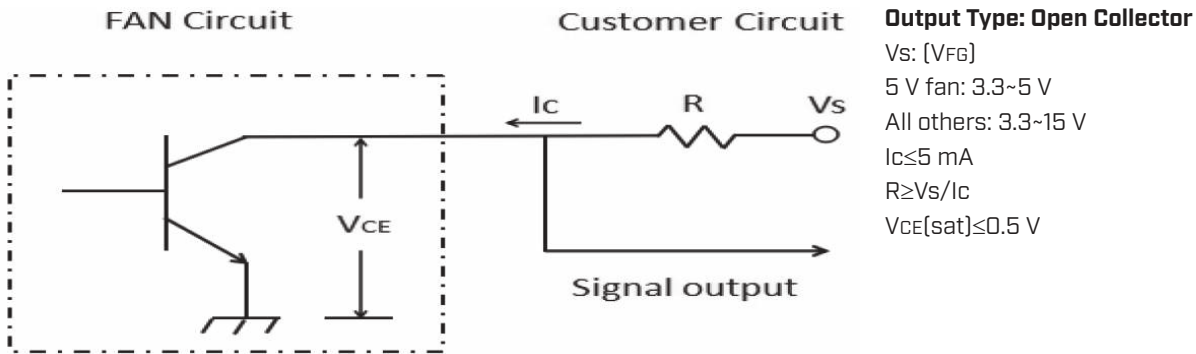 FAN Circuit
Customer Circuit
Ic
R
Vs
VCE
Signal output
Output Type: Open Collector
Vs: (VFG)
5 V fan: 3.3~5 V
All others: 3.3~15 V
Ic≤5 mA
R≥Vs/Ic
VCE(sat)≤0.5 V